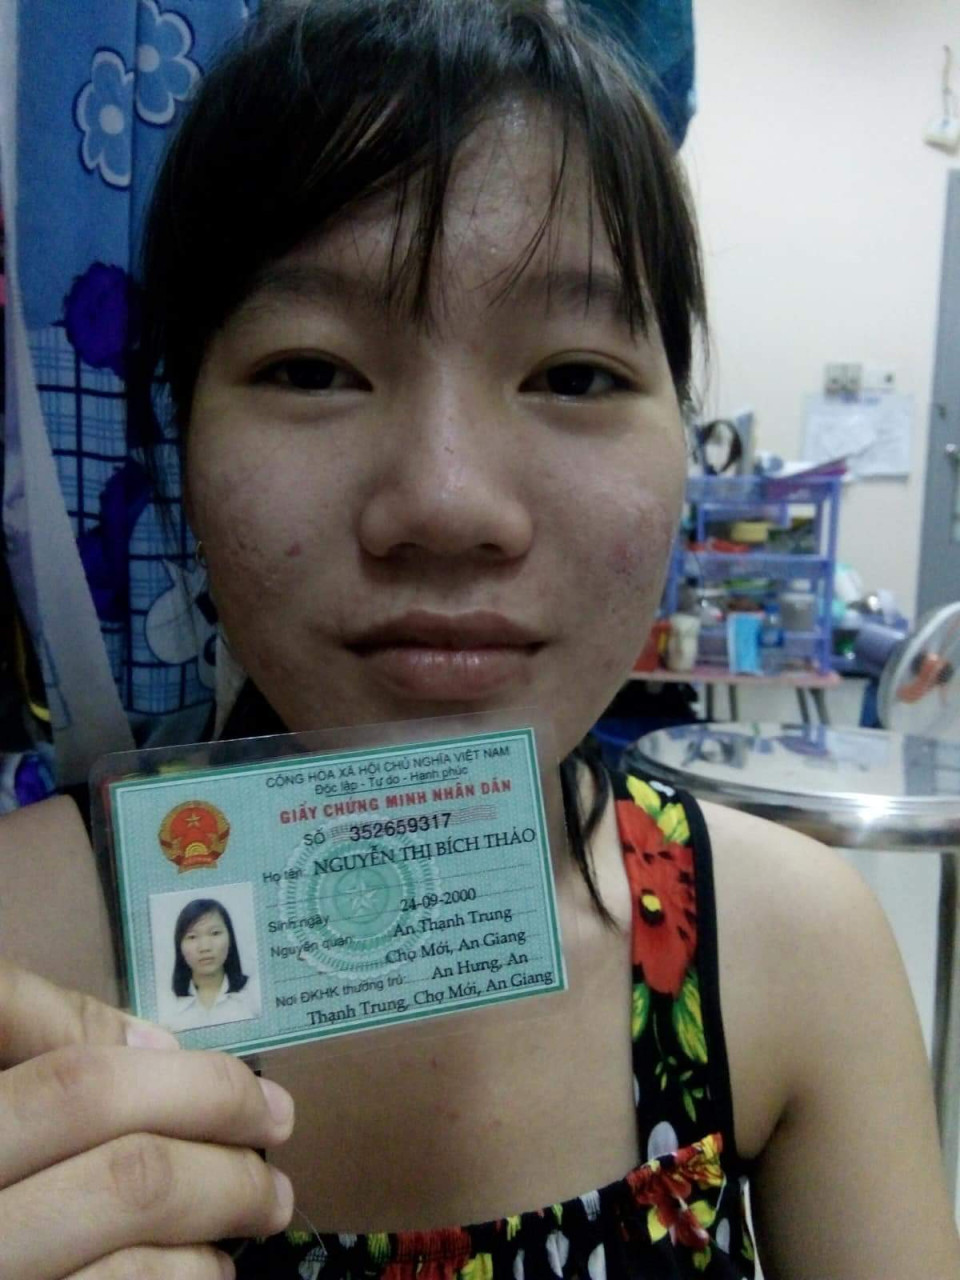 CỘNG HÒA XÃ HỘI CHỦ NGHĨA VIỆT NAM
Độc lập - Tự do - Hạnh phúc
GIẤY CHỨNG MINH NHÂN DÂN
SỐ 352659317
Họ tên: NGUYỄN THỊ BÍCH THẢO
Sinh ngày 24-09-2000
Nguyên quán An Thạnh Trung
Chợ Mới, An Giang
Nơi ĐKHK thường trú: An Hưng, An
Thạnh Trung, Chợ Mới, An Giang